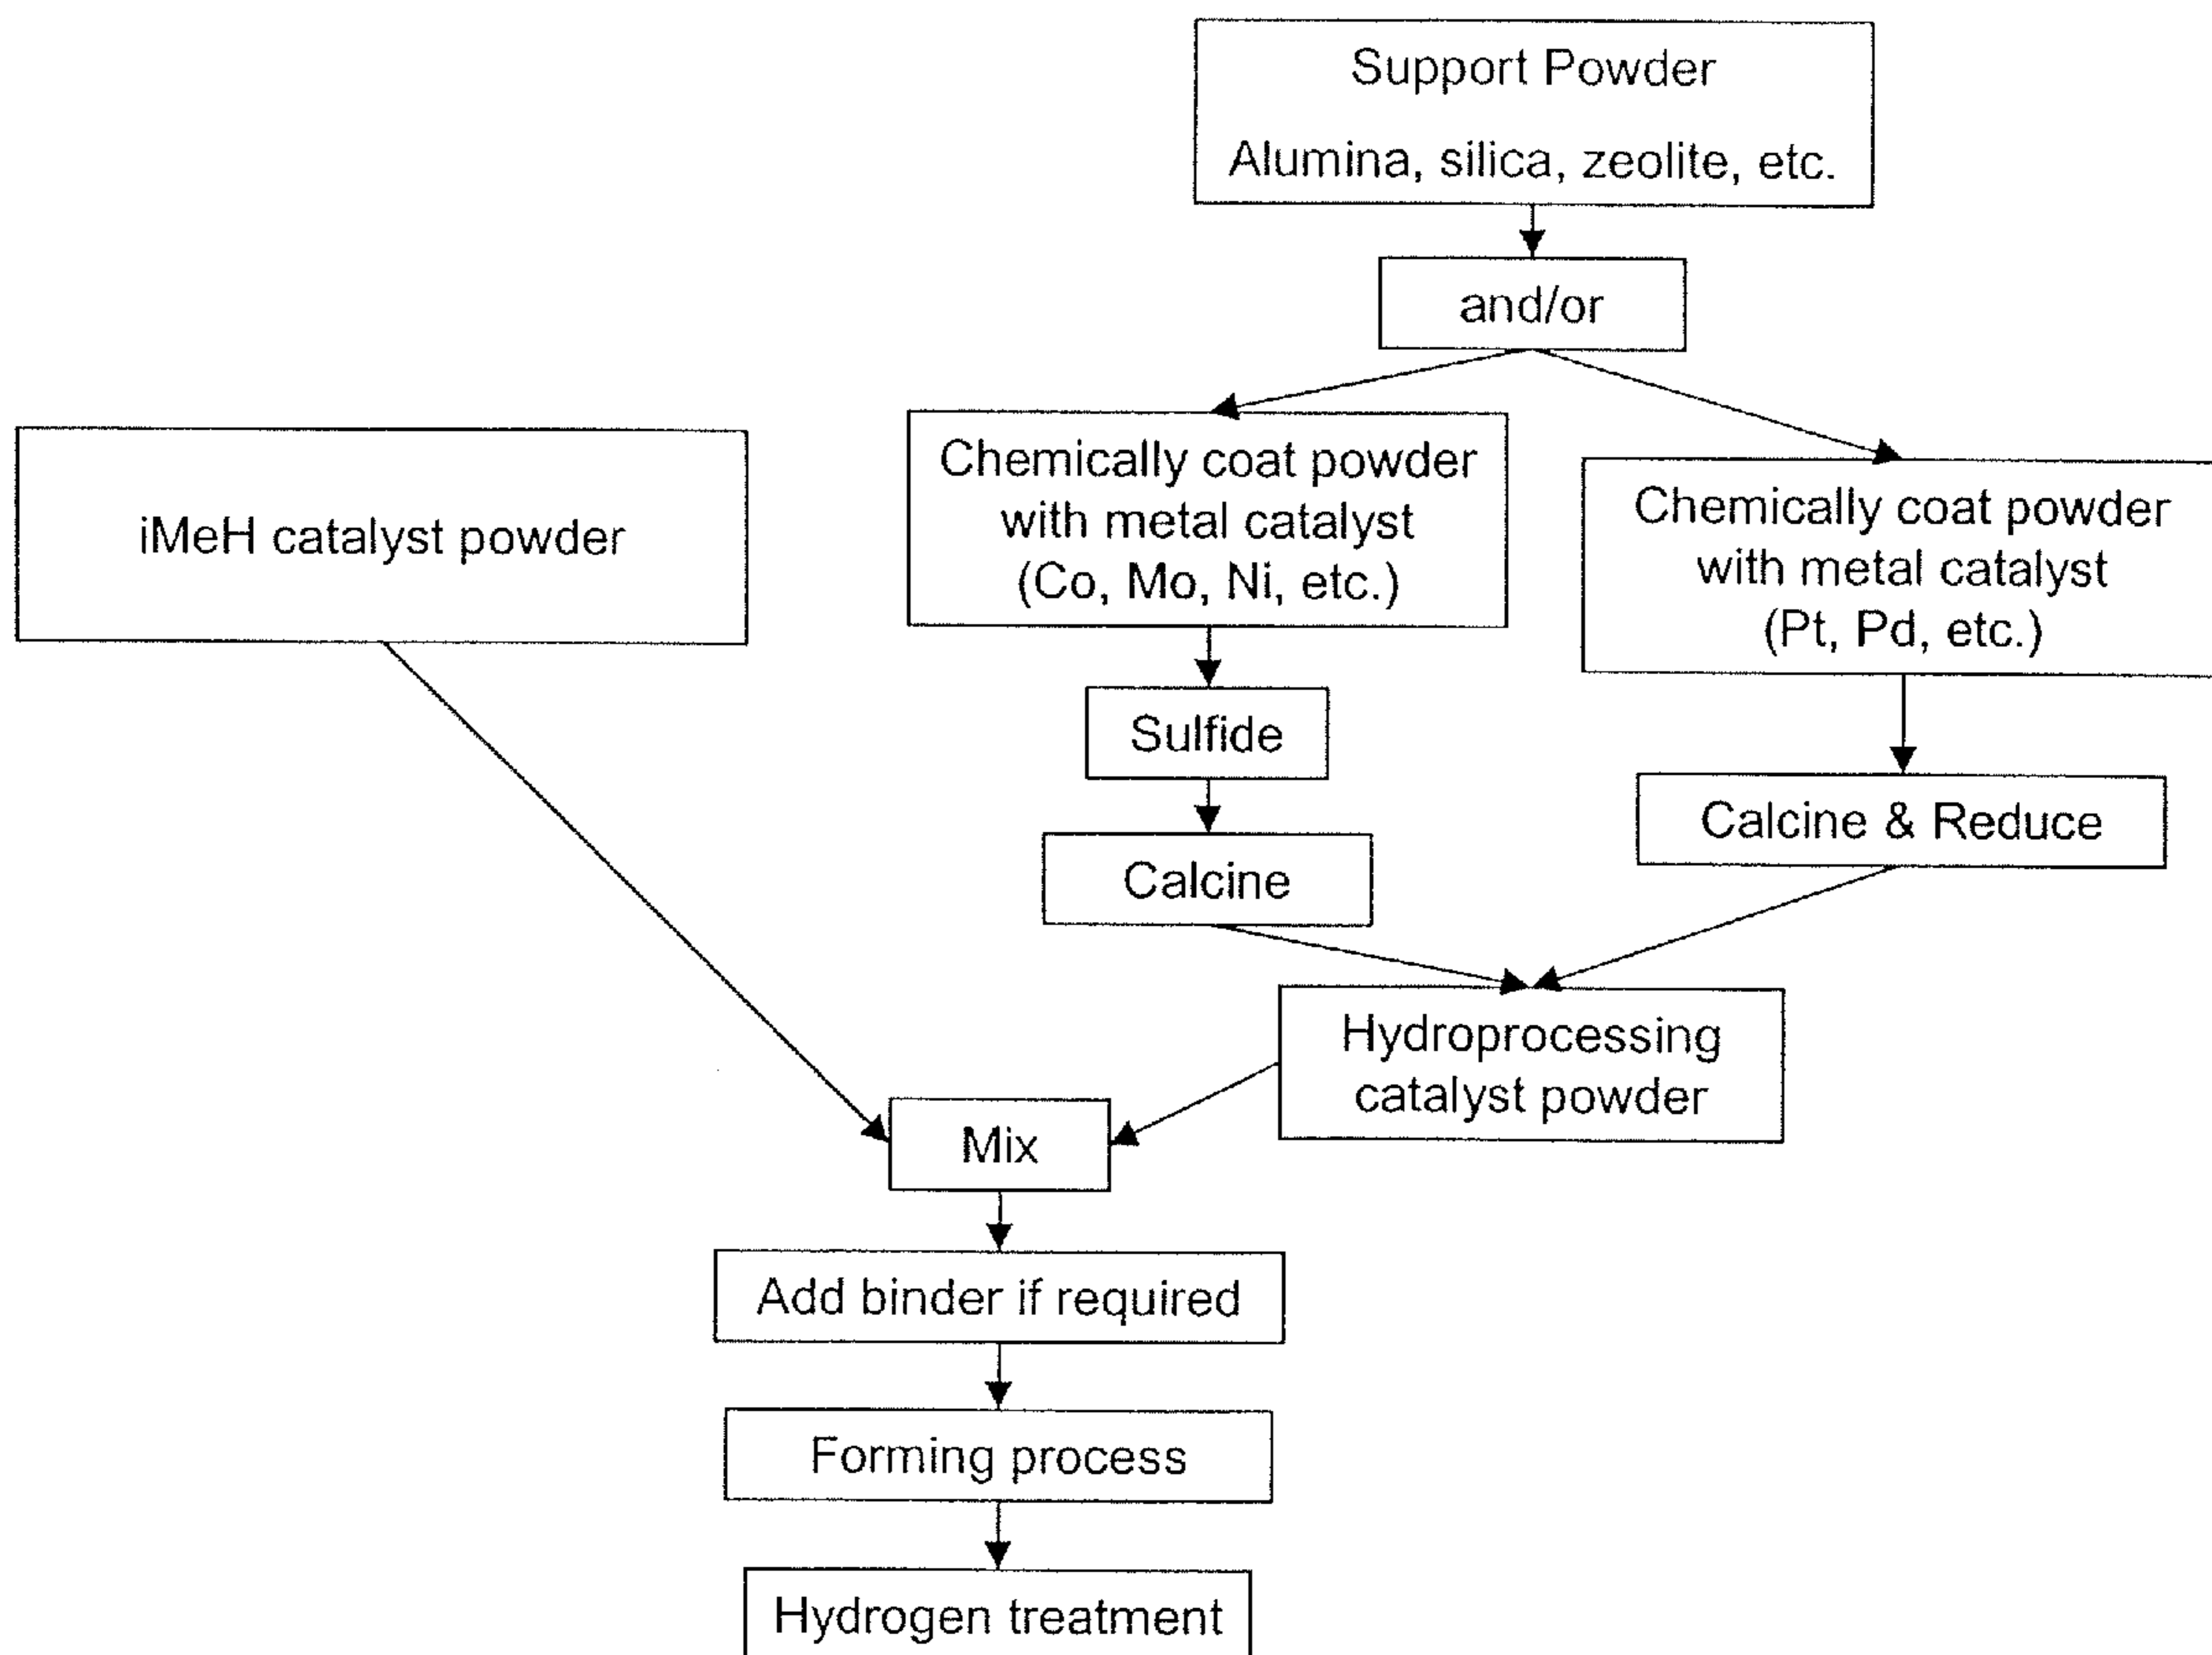 Support Powder
Alumina, silica, zeolite, etc.
and/or
iMeH catalyst powder
Chemically coat powder
with metal catalyst
(Co, Mo, Ni, etc.)
Chemically coat powder
with metal catalyst
(Pt, Pd, etc.)
Sulfide
Calcine & Reduce
Calcine
Hydroprocessing
catalyst powder
Mix
Add binder if required
Forming process
Hydrogen treatment